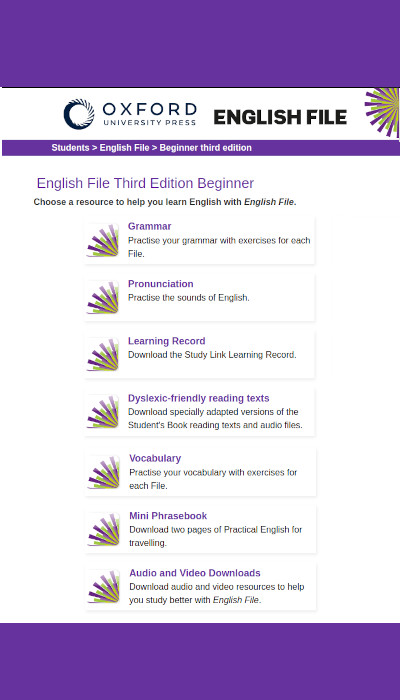 OXFORD
UNIVERSITY PRESS
ENGLISH FILE
Students > English File > Beginner third edition
English File Third Edition Beginner
Choose a resource to help you learn English with English File.
Grammar
Practise your grammar with exercises for each
File.
Pronunciation
Practise the sounds of English.
Learning Record
Download the Study Link Learning Record.
Dyslexic-friendly reading texts
Download specially adapted versions of the
Student's Book reading texts and audio files.
Vocabulary
Practise your vocabulary with exercises for
each File.
Mini Phrasebook
Download two pages of Practical English for
travelling.
Audio and Video Downloads
Download audio and video resources to help
you study better with English File.